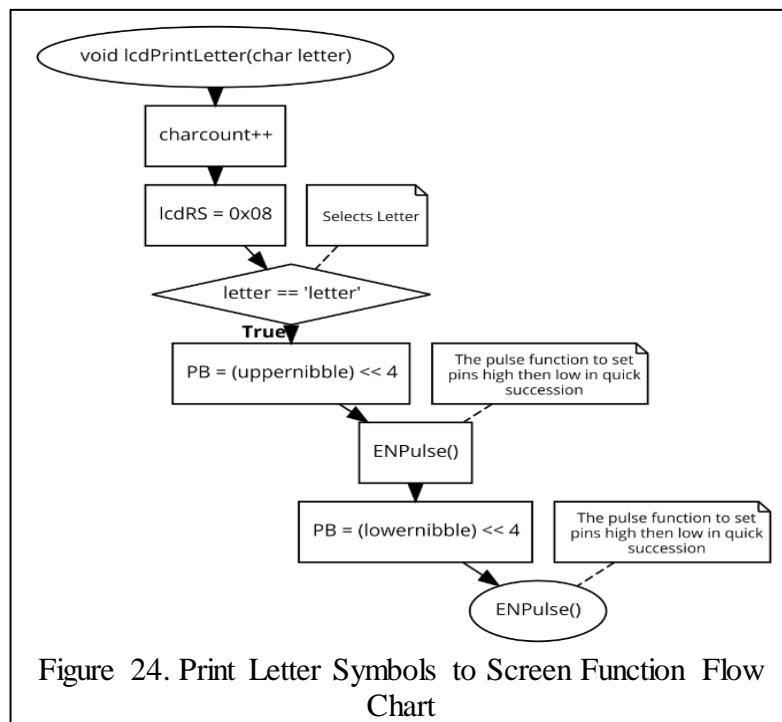 void lcdPrintLetter(char letter)
charcount++
lcdRS = 0x08
Selects Letter
letter == 'letter'
True
PB = (uppernibble) << 4
The pulse function to set
pins high then low in quick
succession
ENPulse()
PB = (lowernibble) << 4
The pulse function to set
pins high then low in quick
succession
ENPulse()
Figure 24. Print Letter Symbols to Screen Function Flow
Chart